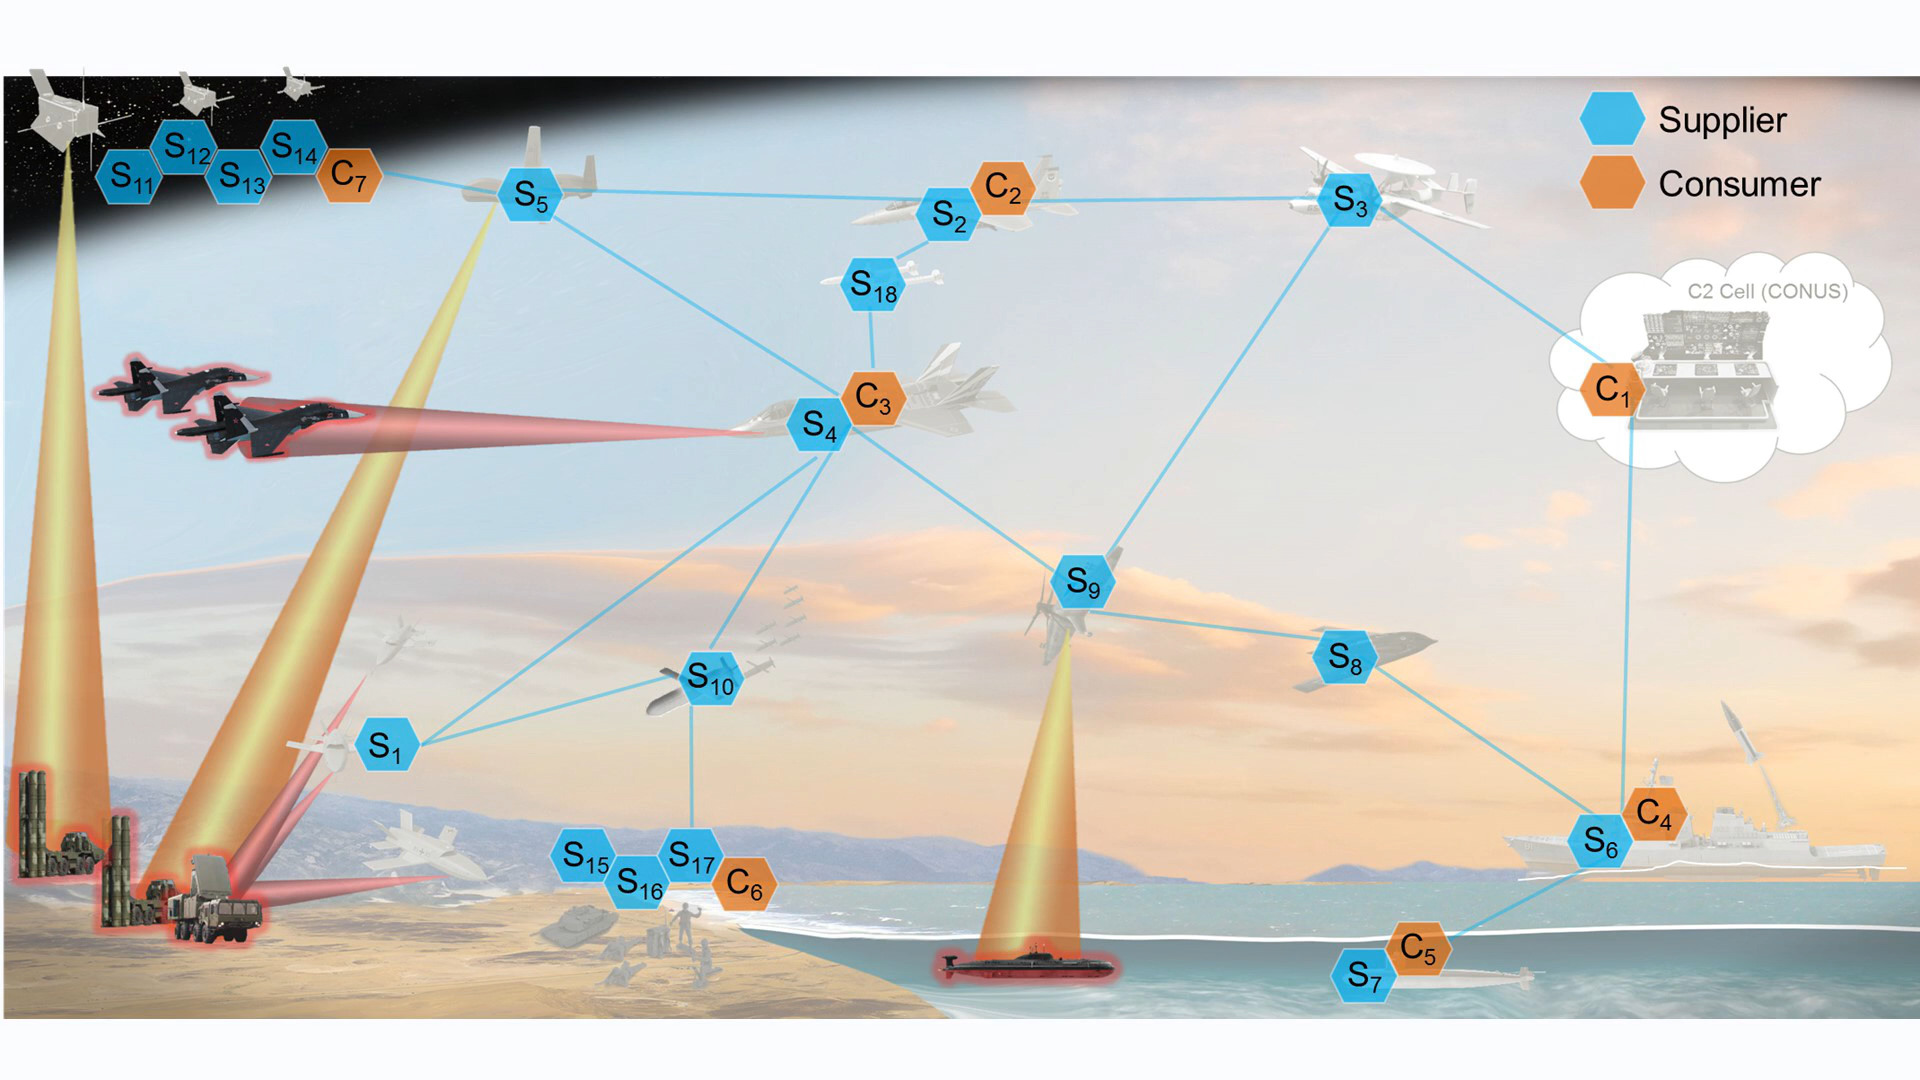 Supplier
Consumer
S12
S14
S11
S13
C7
S5
S2
C2
S3
S18
C2 Cell (CONUS)
C1
C3
S4
S9
S8
S10
S1
C4
S6
S15
S16
S17
C6
C5
S7